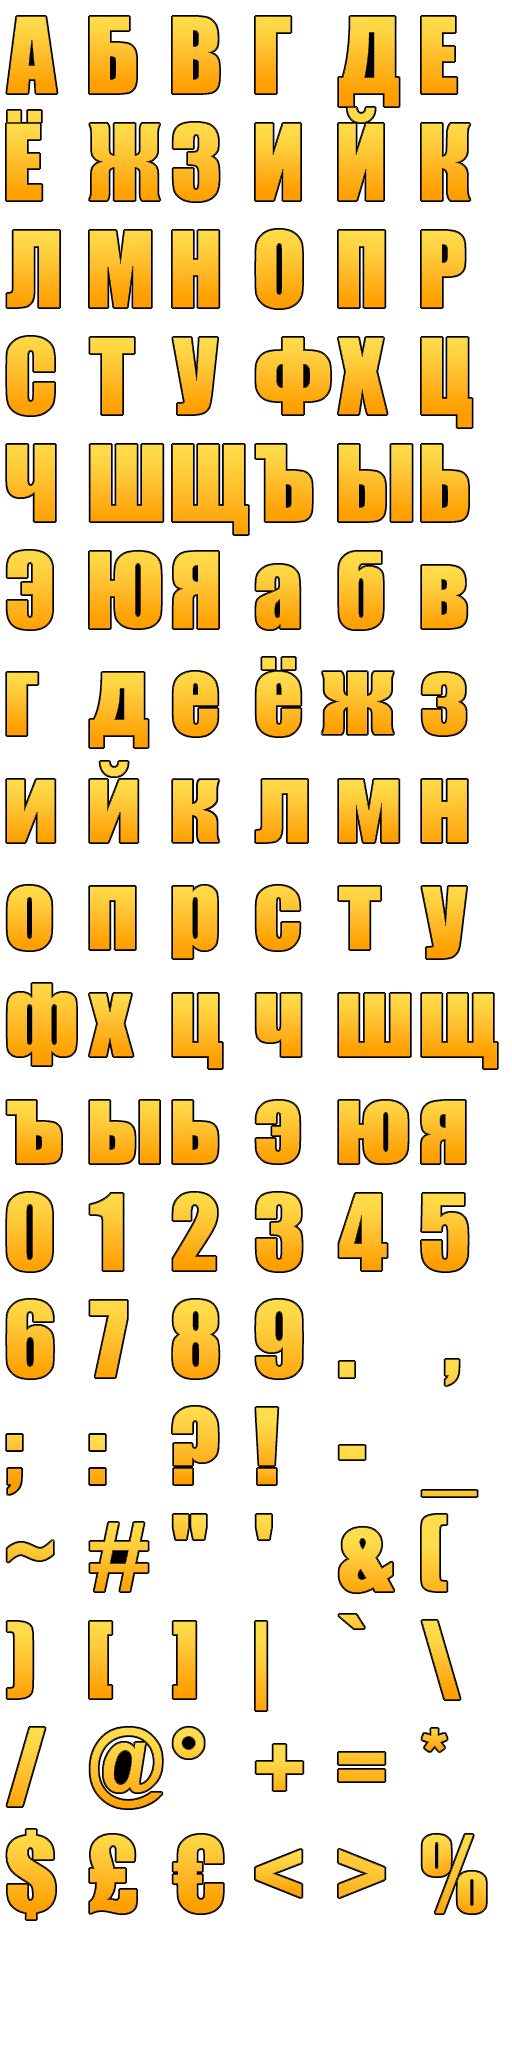 А Б В Г Д Е
Ё Ж З И Й К
Л М Н О П Р
С Т У Ф Х Ц
Ч Ш Щ Ъ Ы Ь
Э Ю Я а б в
г д е ё ж з
и й к л м н
о п р с т у
ф х ц ч ш щ
ъ ы ь э ю я
0 1 2 3 4 5
6 7 8 9 . ,
; : ? ! - _
~ # " ' & (
) [ ] | ` \
/ @ ° + = *
$ £ € < > %